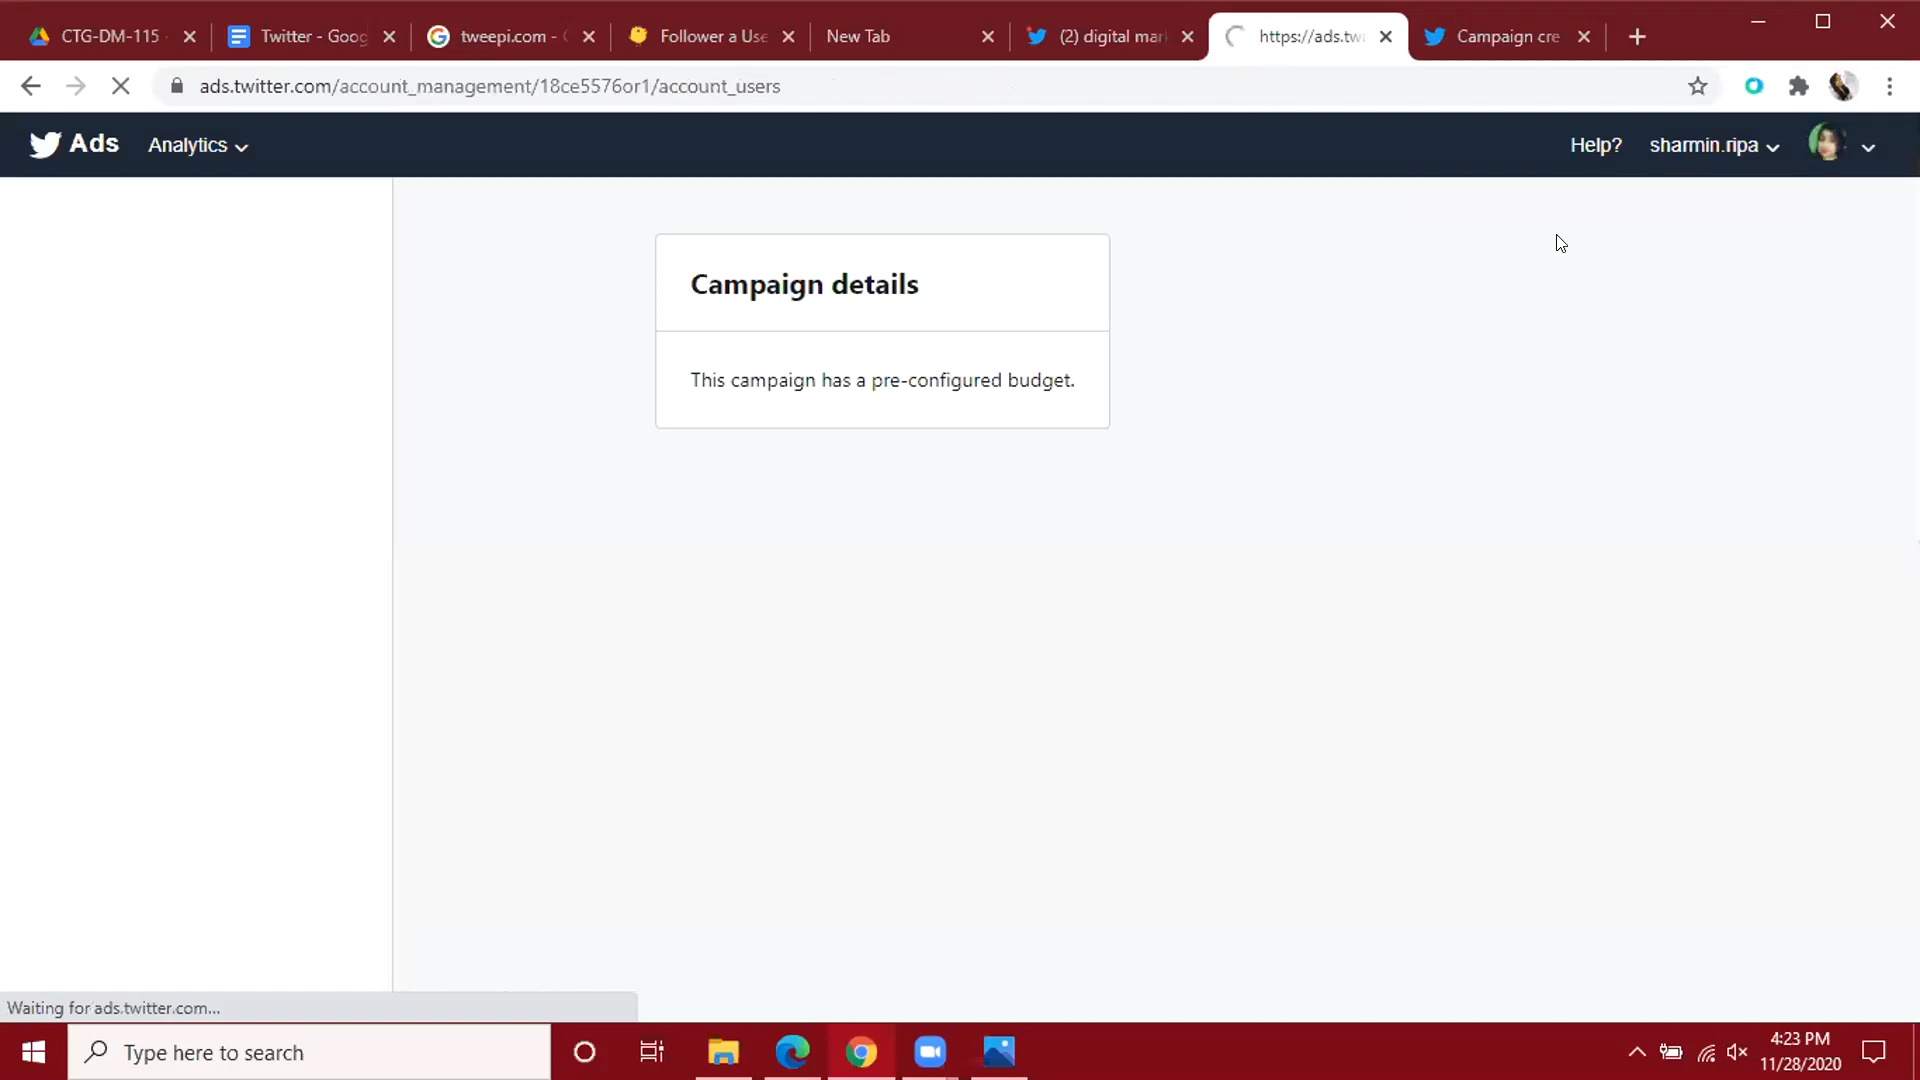 CTG-DM-115
Twitter - Goog
tweepi.com -
Follower a Use
New Tab
(2) digital mar
https://ads.twi
Campaign cre
ads.twitter.com/account_management/18ce5576or1/account_users
Ads
Analytics
Help?
sharmin.ripa
Campaign details
This campaign has a pre-configured budget.
Waiting for ads.twitter.com...
Type here to search
4:23 PM
11/28/2020